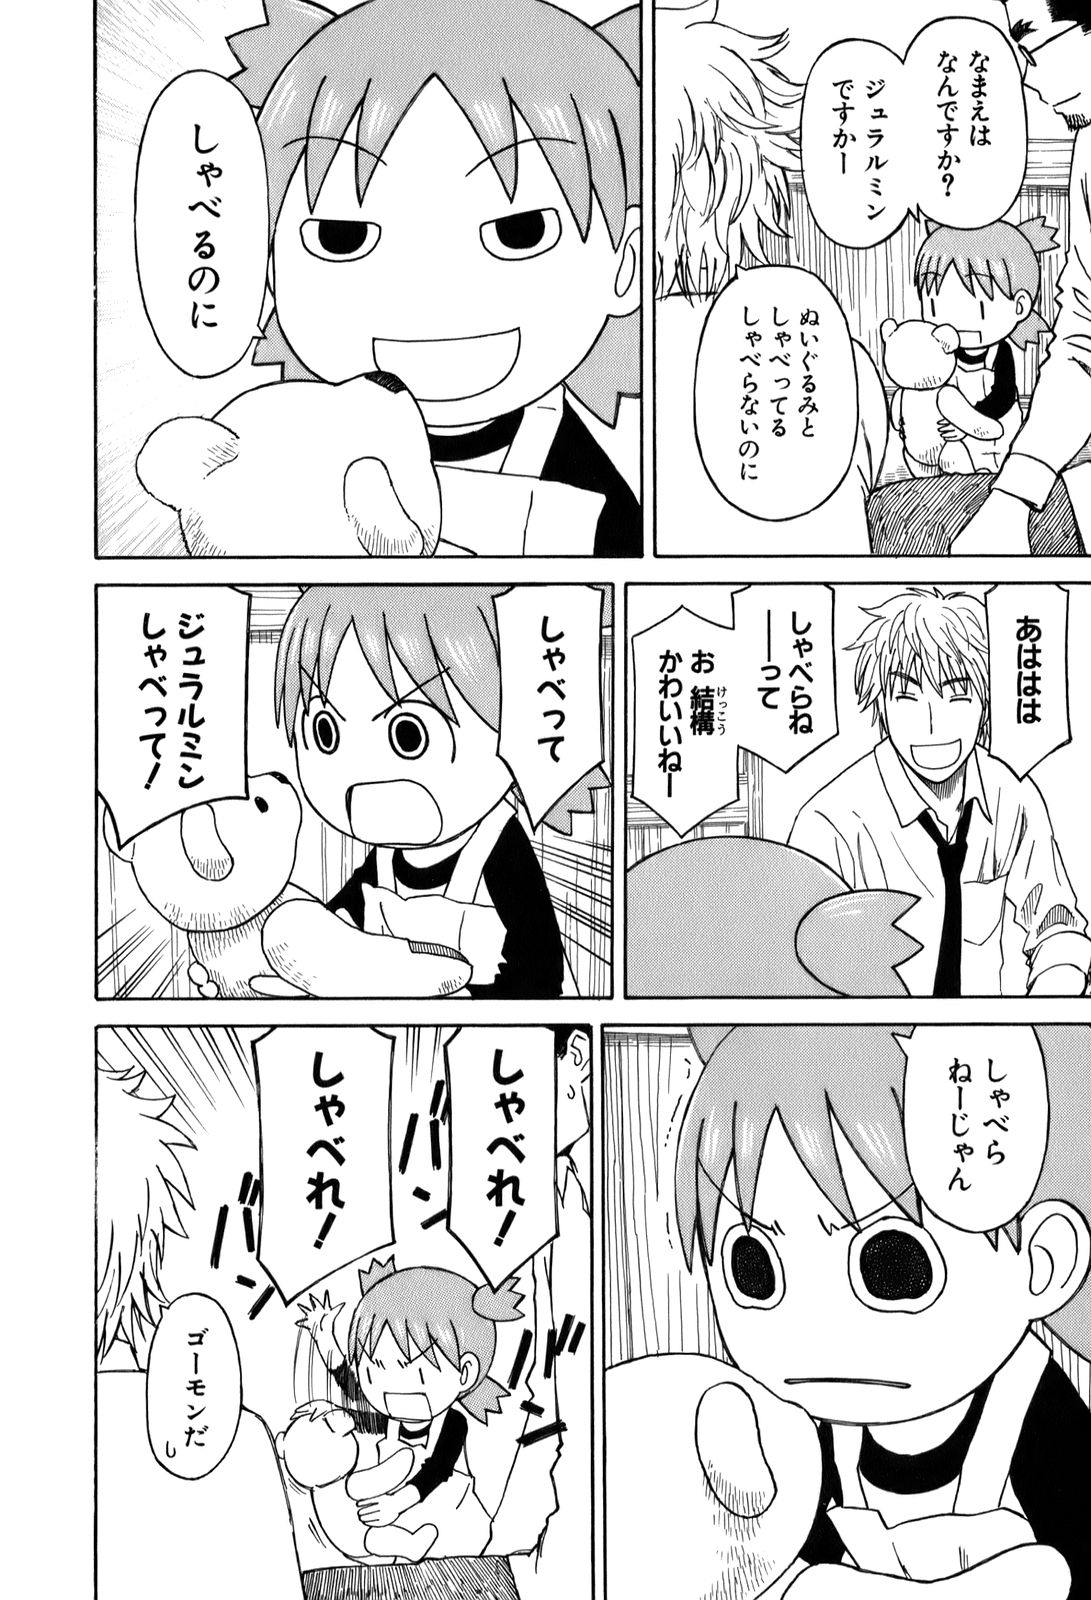 なまえは
なんですか？
ジュラルミン
ですかー
ぬいぐるみと
しゃべってる
しゃべらないのに
しゃべるのに
あははは
しゃべらね
ーーって
お 結構
けっこう
かわいいねー
しゃべって
ジュラルミン
しゃべって！
しゃべら
ねーじゃん
しゃべれ！
バン
しゃべれ！
バン
ゴーモンだ